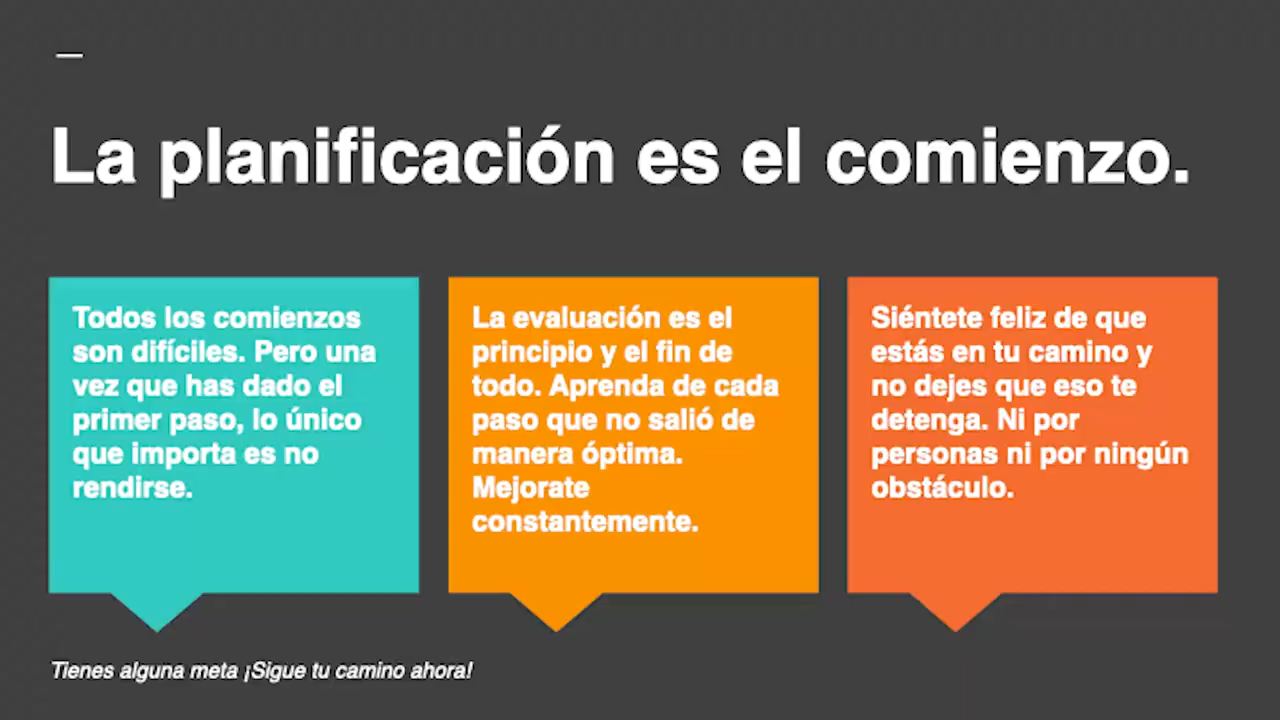 La planificación es el comienzo.
Todos los comienzos
son difíciles. Pero una
vez que has dado el
primer paso, lo único
que importa es no
rendirse.
La evaluación es el
principio y el fin de
todo. Aprenda de cada
paso que no salió de
manera óptima.
Mejorate
constantemente.
Siéntete feliz de que
estás en tu camino y
no dejes que eso te
detenga. Ni por
personas ni por ningún
obstáculo.
Tienes alguna meta ¡Sigue tu camino ahora!